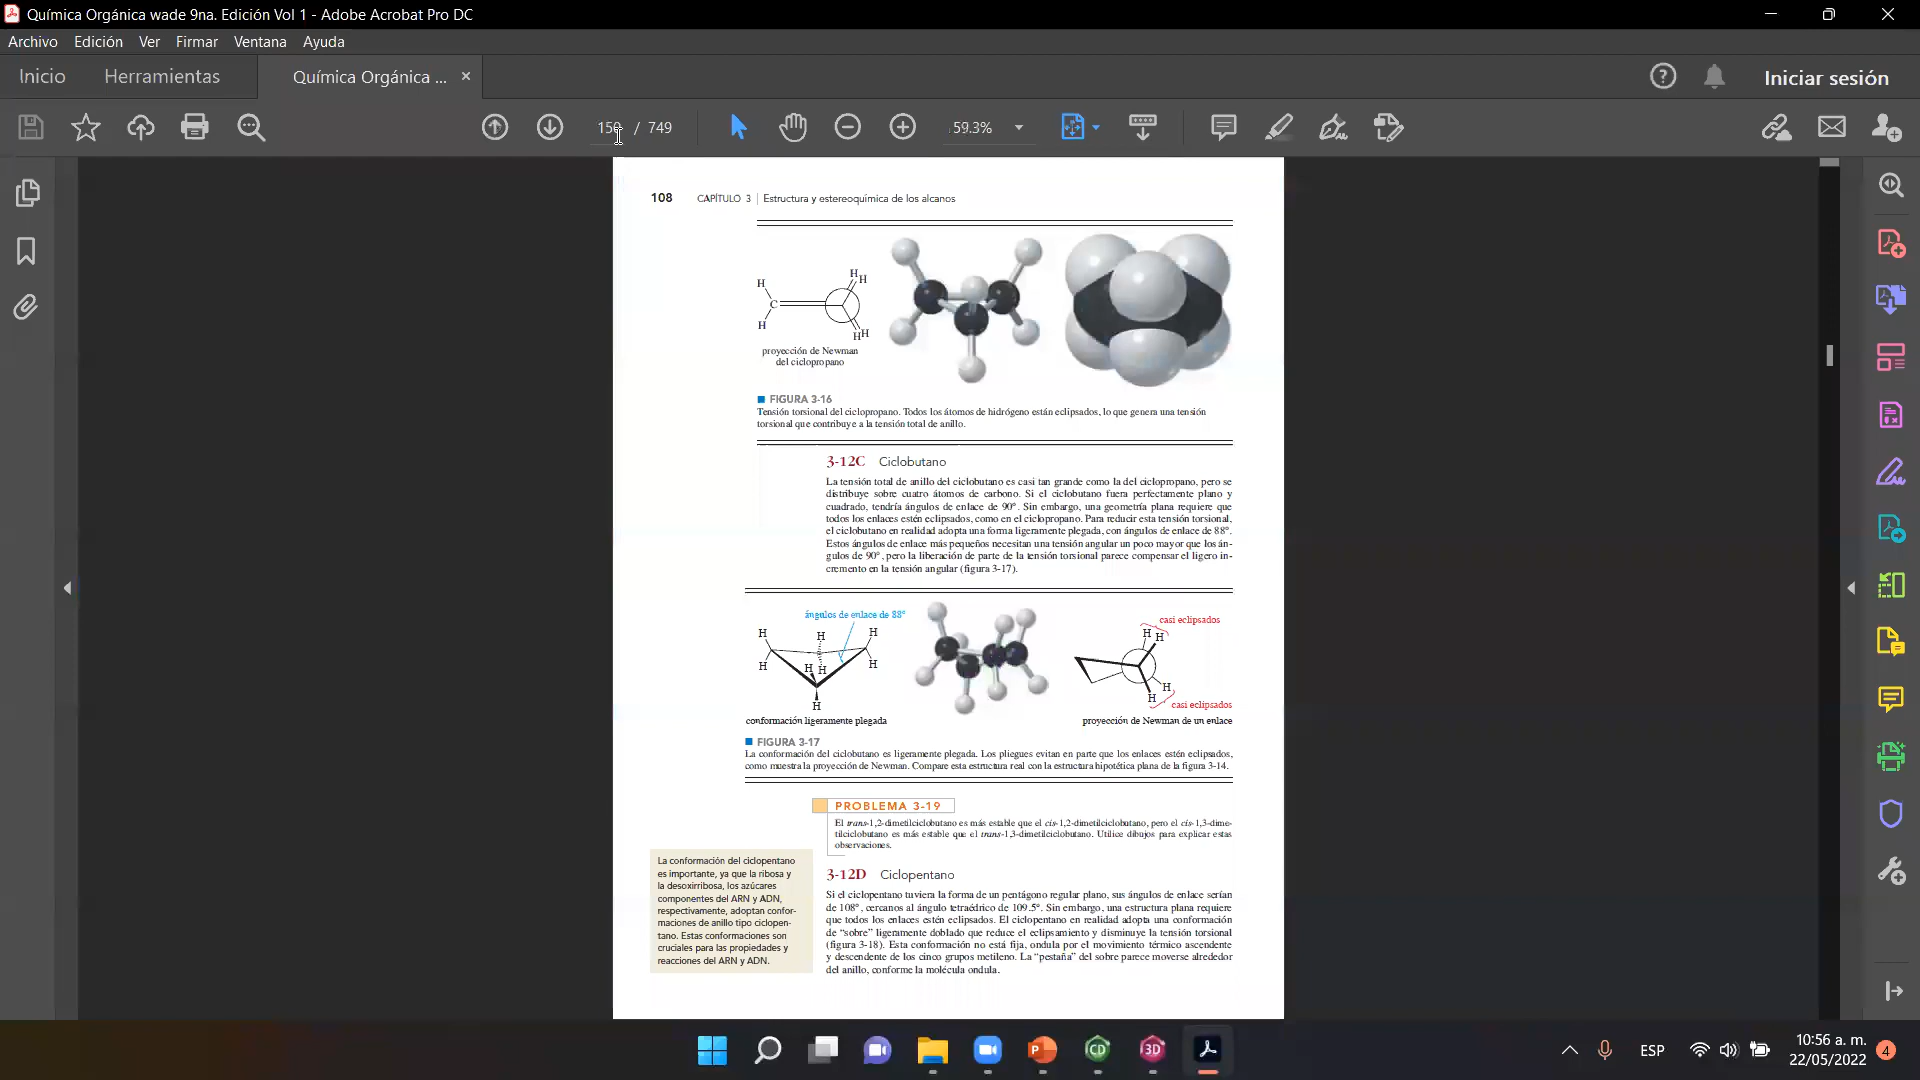 Química Orgánica wade 9na. Edición Vol 1 - Adobe Acrobat Pro DC
Archivo Edición Ver Firmar Ventana Ayuda
Inicio Herramientas Química Orgánica ... × Iniciar sesión
150 / 749 59.3%
108 CAPÍTULO 3 | Estructura y estereoquímica de los alcanos
H
C
H
H
H
H
H
proyección de Newman
del ciclopropano
FIGURA 3-16
Tensión torsional del ciclopropano. Todos los átomos de hidrógeno están eclipsados, lo que genera una tensión
torsional que contribuye a la tensión total de anillo.
3-12C Ciclobutano
La tensión total de anillo del ciclobutano es casi tan grande como la del ciclopropano, pero se
distribuye sobre cuatro átomos de carbono. Si el ciclobutano fuera perfectamente plano y
cuadrado, tendría ángulos de enlace de 90°. Sin embargo, una geometría plana requiere que
todos los enlaces estén eclipsados, como en el ciclopropano. Para reducir esta tensión torsional,
el ciclobutano en realidad adopta una forma ligeramente plegada, con ángulos de enlace de 88°.
Estos ángulos de enlace más pequeños necesitan una tensión angular un poco mayor que los án-
gulos de 90°, pero la liberación de parte de la tensión torsional parece compensar el ligero in-
cremento en la tensión angular (figura 3-17).
ángulos de enlace de 88°
H H H
H H H H
H
conformación ligeramente plegada
casi eclipsados
H H
H
H
casi eclipsados
proyección de Newman de un enlace
FIGURA 3-17
La conformación del ciclobutano es ligeramente plegada. Los pliegues evitan en parte que los enlaces estén eclipsados,
como muestra la proyección de Newman. Compare esta estructura real con la estructura hipotética plana de la figura 3-14.
PROBLEMA 3-19
El trans-1,2-dimetilciclobutano es más estable que el cis-1,2-dimetilciclobutano, pero el cis-1,3-dime-
tilciclobutano es más estable que el trans-1,3-dimetilciclobutano. Utilice dibujos para explicar estas
observaciones.
La conformación del ciclopentano
es importante, ya que la ribosa y
la desoxirribosa, los azúcares
componentes del ARN y ADN,
respectivamente, adoptan confor-
maciones de anillo tipo ciclopen-
tano. Estas conformaciones son
cruciales para las propiedades y
reacciones del ARN y ADN.
3-12D Ciclopentano
Si el ciclopentano tuviera la forma de un pentágono regular plano, sus ángulos de enlace serían
de 108°, cercanos al ángulo tetraédrico de 109.5°. Sin embargo, una estructura plana requiere
que todos los enlaces estén eclipsados. El ciclopentano en realidad adopta una conformación
de “sobre” ligeramente doblado que reduce el eclipsamiento y disminuye la tensión torsional
(figura 3-18). Esta conformación no está fija, ondula por el movimiento térmico ascendente
y descendente de los cinco grupos metileno. La “pestaña” del sobre parece moverse alrededor
del anillo, conforme la molécula ondula.
P CD 3D
ESP
10:56 a. m.
22/05/2022
4